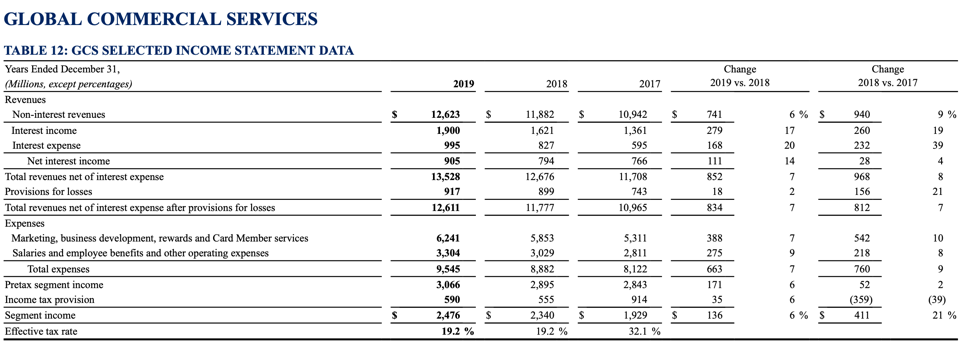 GLOBAL COMMERCIAL SERVICES
TABLE 12: GCS SELECTED INCOME STATEMENT DATA
Years Ended December 31, Change Change
(Millions, except percentages) 2019 2018 2017 2019 vs. 2018 2018 vs. 2017
Revenues
Non-interest revenues $ 12,623 $ 11,882 $ 10,942 $ 741 6 % $ 940 9 %
Interest income 1,900 1,621 1,361 279 17 260 19
Interest expense 995 827 595 168 20 232 39
Net interest income 905 794 766 111 14 28 4
Total revenues net of interest expense 13,528 12,676 11,708 852 7 968 8
Provisions for losses 917 899 743 18 2 156 21
Total revenues net of interest expense after provisions for losses 12,611 11,777 10,965 834 7 812 7
Expenses
Marketing, business development, rewards and Card Member services 6,241 5,853 5,311 388 7 542 10
Salaries and employee benefits and other operating expenses 3,304 3,029 2,811 275 9 218 8
Total expenses 9,545 8,882 8,122 663 7 760 9
Pretax segment income 3,066 2,895 2,843 171 6 52 2
Income tax provision 590 555 914 35 6 (359) (39)
Segment income $ 2,476 $ 2,340 $ 1,929 $ 136 6 % $ 411 21 %
Effective tax rate 19.2 % 19.2 % 32.1 %